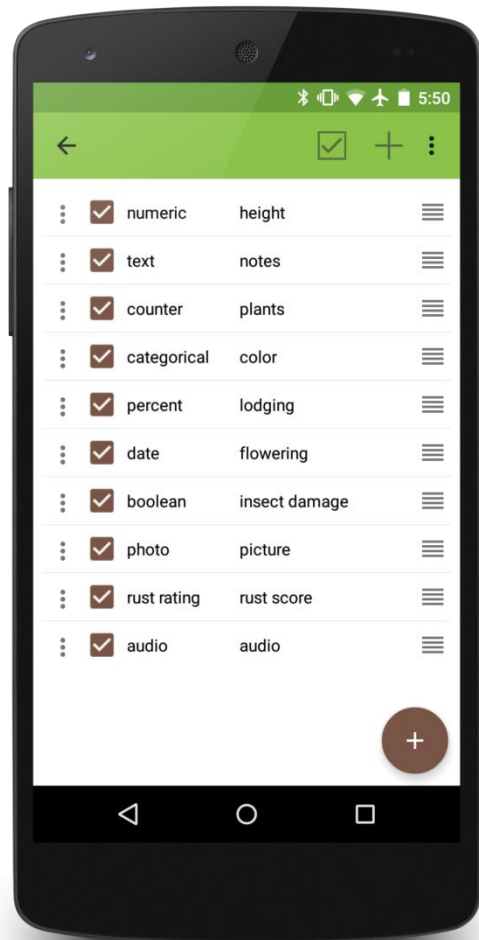 5:50
numeric height
text notes
counter plants
categorical color
percent lodging
date flowering
boolean insect damage
photo picture
rust rating rust score
audio audio